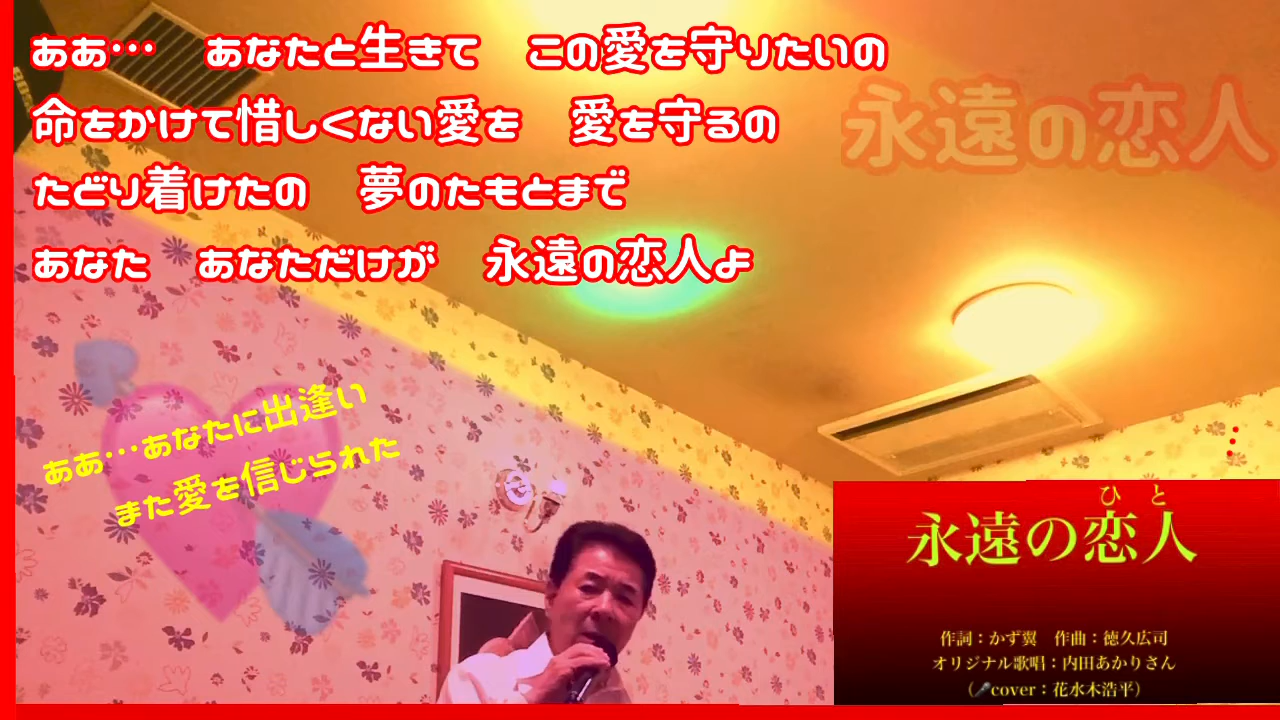 ああ… あなたと生きて この愛を守りたいの
命をかけて惜しくない愛を 愛を守るの
たどり着けたの 夢のたもとまで
あなた あなただけが 永遠の恋人よ
永遠の恋人
ああ…あなたに出逢い
また愛を信じられた
ひと
永遠の恋人
作詞:かず翼 作曲:徳久広司
オリジナル歌唱:内田あかりさん
(🎤cover:花水木浩平)